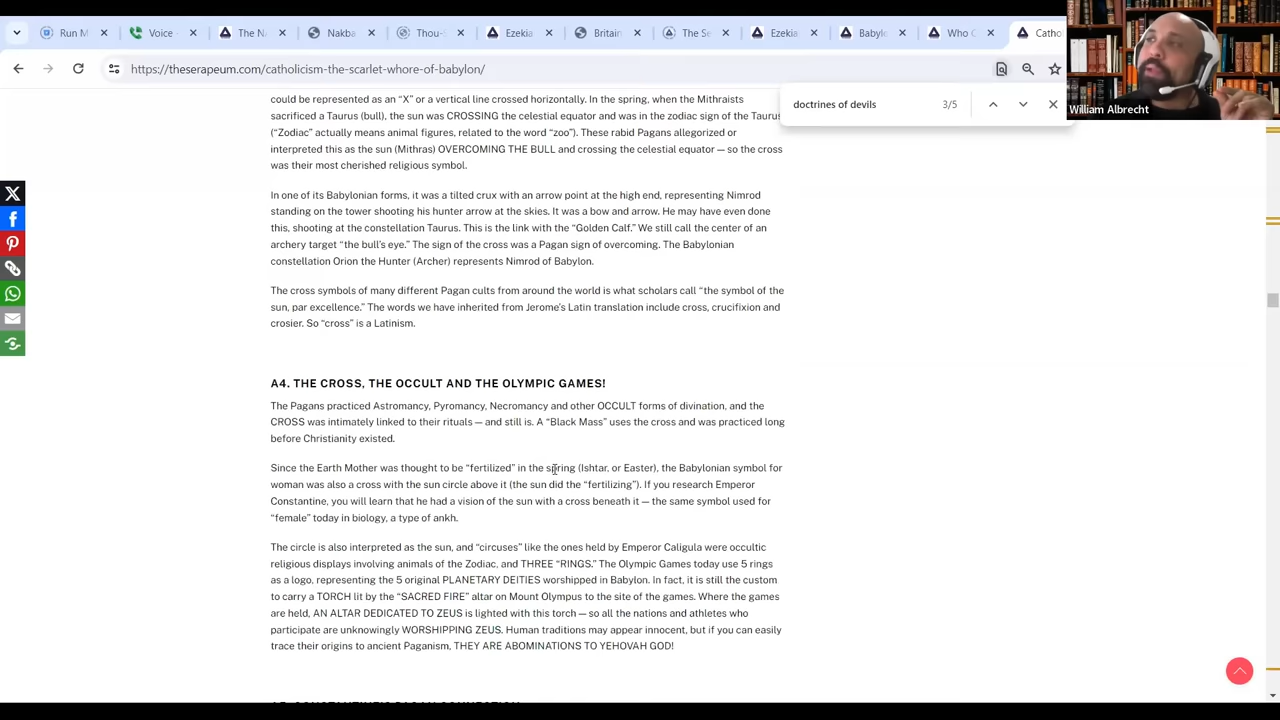 Run M
Voice -
The N
Nakba
Thou-
Ezekia
Britain
The Se
Ezekia
Babyle
Who C
Catho
https://theserapeum.com/catholicism-the-scarlet-whore-of-babylon/
doctrines of devils
3/5
William Albrecht
could be represented as an “X” or a vertical line crossed horizontally. In the spring, when the Mithraists
sacrificed a Taurus (bull), the sun was CROSSING the celestial equator and was in the zodiac sign of the Taurus
(“Zodiac” actually means animal figures, related to the word “zoo”). These rabid Pagans allegorized or
interpreted this as the sun (Mithras) OVERCOMING THE BULL and crossing the celestial equator — so the cross
was their most cherished religious symbol.
In one of its Babylonian forms, it was a tilted crux with an arrow point at the high end, representing Nimrod
standing on the tower shooting his hunter arrow at the skies. It was a bow and arrow. He may have even done
this, shooting at the constellation Taurus. This is the link with the “Golden Calf.” We still call the center of an
archery target “the bull’s eye.” The sign of the cross was a Pagan sign of overcoming. The Babylonian
constellation Orion the Hunter (Archer) represents Nimrod of Babylon.
The cross symbols of many different Pagan cults from around the world is what scholars call “the symbol of the
sun, par excellence.” The words we have inherited from Jerome’s Latin translation include cross, crucifixion and
crosier. So “cross” is a Latinism.
A4. THE CROSS, THE OCCULT AND THE OLYMPIC GAMES!
The Pagans practiced Astromancy, Pyromancy, Necromancy and other OCCULT forms of divination, and the
CROSS was intimately linked to their rituals — and still is. A “Black Mass” uses the cross and was practiced long
before Christianity existed.
Since the Earth Mother was thought to be “fertilized” in the spring (Ishtar, or Easter), the Babylonian symbol for
woman was also a cross with the sun circle above it (the sun did the “fertilizing”). If you research Emperor
Constantine, you will learn that he had a vision of the sun with a cross beneath it — the same symbol used for
“female” today in biology, a type of ankh.
The circle is also interpreted as the sun, and “circuses” like the ones held by Emperor Caligula were occultic
religious displays involving animals of the Zodiac, and THREE “RINGS.” The Olympic Games today use 5 rings
as a logo, representing the 5 original PLANETARY DEITIES worshipped in Babylon. In fact, it is still the custom
to carry a TORCH lit by the “SACRED FIRE” altar on Mount Olympus to the site of the games. Where the games
are held, AN ALTAR DEDICATED TO ZEUS is lighted with this torch — so all the nations and athletes who
participate are unknowingly WORSHIPPING ZEUS. Human traditions may appear innocent, but if you can easily
trace their origins to ancient Paganism, THEY ARE ABOMINATIONS TO YEHOVAH GOD!